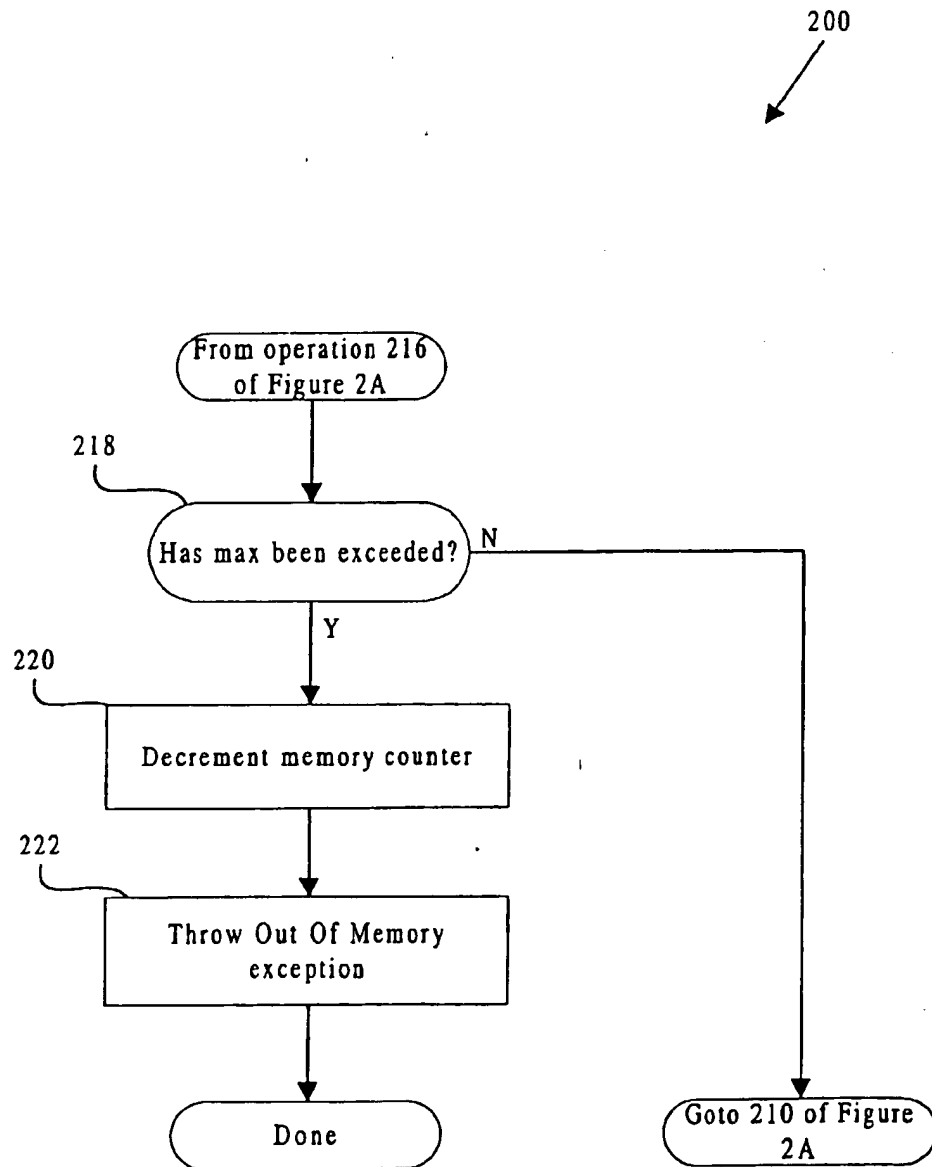 200
From operation 216
of Figure 2A
218
Has max been exceeded?
N
Y
220
Decrement memory counter
222
Throw Out Of Memory
exception
Done
Goto 210 of Figure
2A